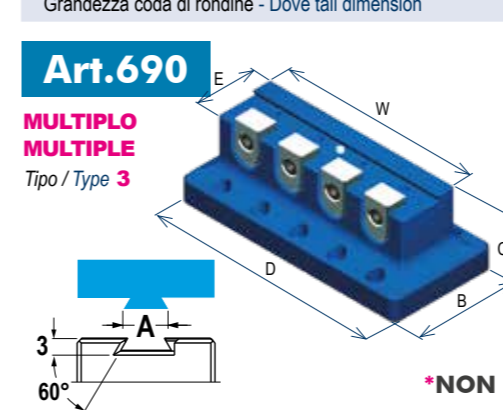 Grandezza coda di rondine - Dove tail dimension
Art.690
MULTIPLO
MULTIPLE
Tipo / Type 3
E
W
C
D
B
A
3
60°
*NON